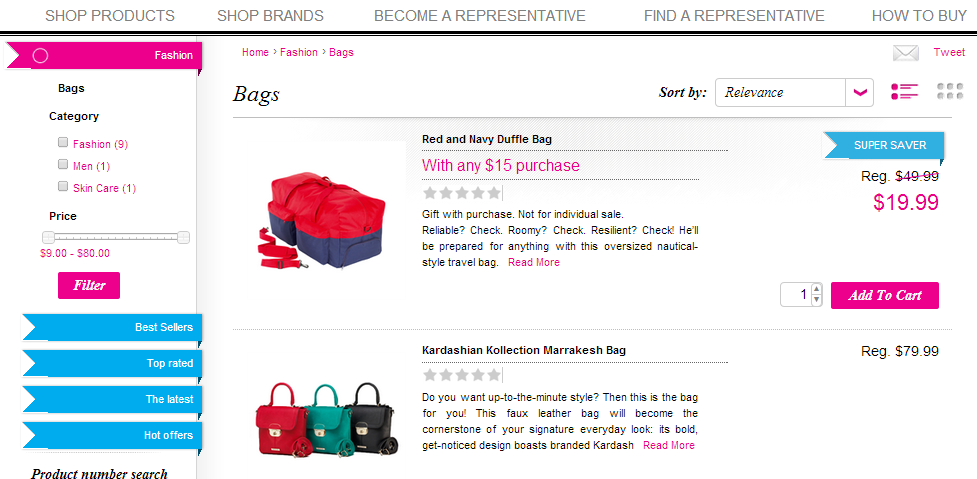 SHOP PRODUCTS SHOP BRANDS BECOME A REPRESENTATIVE FIND A REPRESENTATIVE HOW TO BUY
Fashion
Bags
Category
Fashion (9)
Men (1)
Skin Care (1)
Price
$9.00 - $80.00
Filter
Best Sellers
Top rated
The latest
Hot offers
Product number search
Home › Fashion › Bags
Tweet
Bags
Sort by: Relevance
Red and Navy Duffle Bag
With any $15 purchase
Gift with purchase. Not for individual sale.
Reliable? Check. Roomy? Check. Resilient? Check! He'll
be prepared for anything with this oversized nautical-
style travel bag. Read More
SUPER SAVER
Reg. $49.99
$19.99
1 Add To Cart
Kardashian Kollection Marrakesh Bag
Reg. $79.99
Do you want up-to-the-minute style? Then this is the bag
for you! This faux leather bag will become the
cornerstone of your signature everyday look: its bold,
get-noticed design boasts branded Kardash Read More